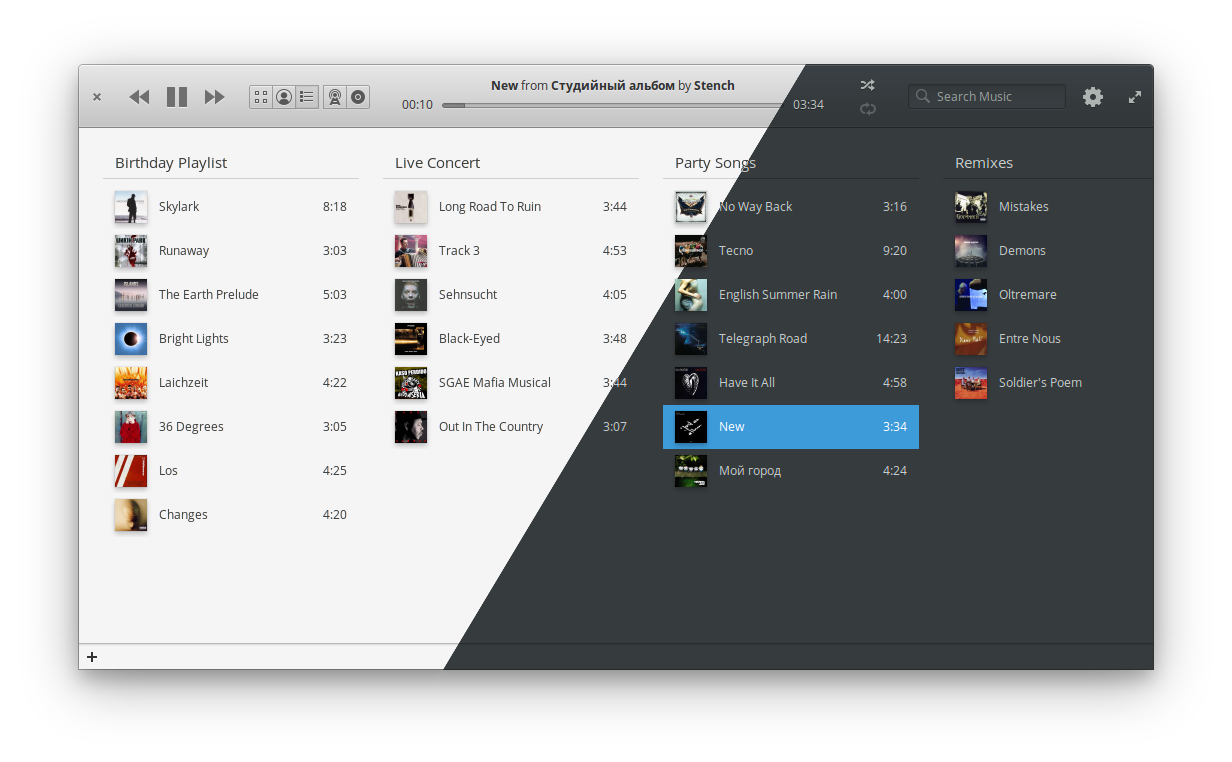 New from Студийный альбом by Stench
00:10 03:34
Search Music
Birthday Playlist
Skylark 8:18
Runaway 3:03
The Earth Prelude 5:03
Bright Lights 3:23
Laichzeit 4:22
36 Degrees 3:05
Los 4:25
Changes 4:20
Live Concert
Long Road To Ruin 3:44
Track 3 4:53
Sehnsucht 4:05
Black-Eyed 3:48
SGAE Mafia Musical 3:44
Out In The Country 3:07
Party Songs
No Way Back 3:16
Tecno 9:20
English Summer Rain 4:00
Telegraph Road 14:23
Have It All 4:58
New 3:34
Мой город 4:24
Remixes
Mistakes
Demons
Oltremare
Entre Nous
Soldier's Poem